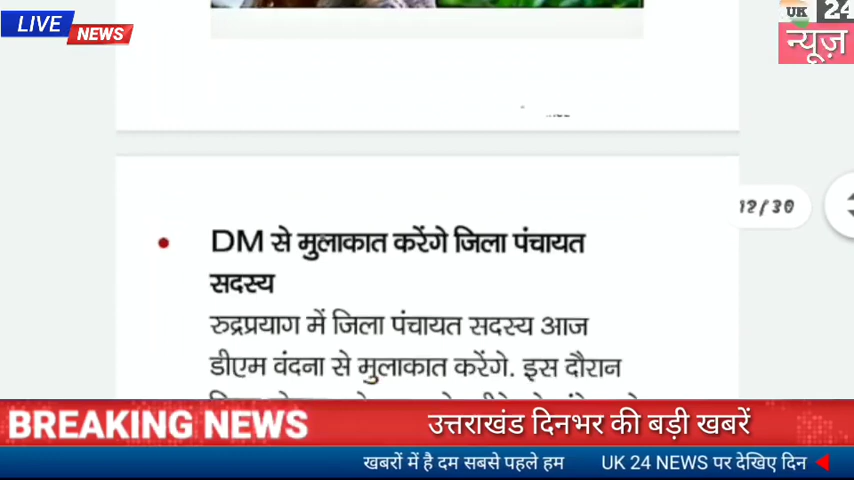 LIVE
NEWS
UK 24
न्यूज़
12/30
DM से मुलाकात करेंगे जिला पंचायत
सदस्य
रुद्रप्रयाग में जिला पंचायत सदस्य आज
डीएम वंदना से मुलाकात करेंगे. इस दौरान
BREAKING NEWS
उत्तराखंड दिनभर की बड़ी खबरें
खबरों में है दम सबसे पहले हम
UK 24 NEWS पर देखिए दिन